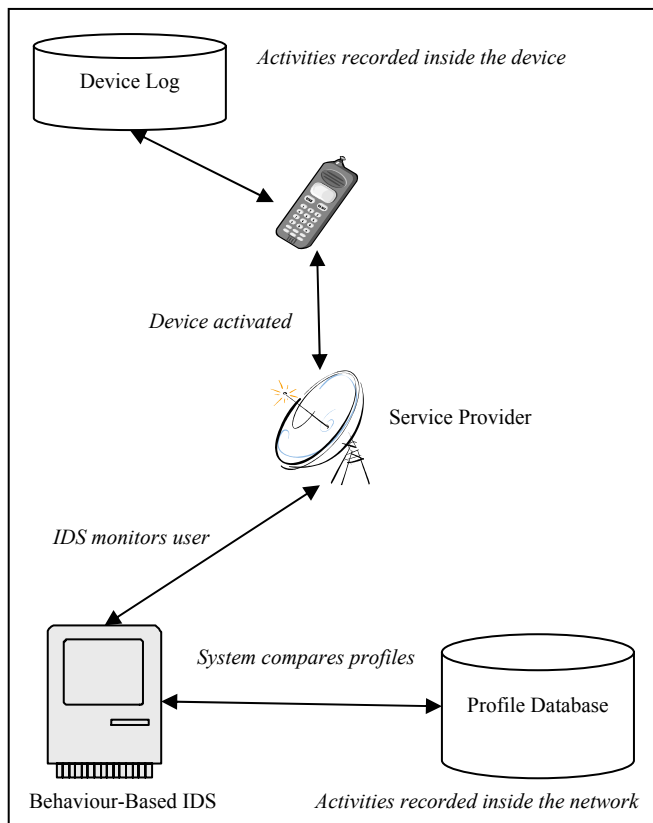 Activities recorded inside the device
Device Log
Device activated
Service Provider
IDS monitors user
System compares profiles
Profile Database
Behaviour-Based IDS
Activities recorded inside the network